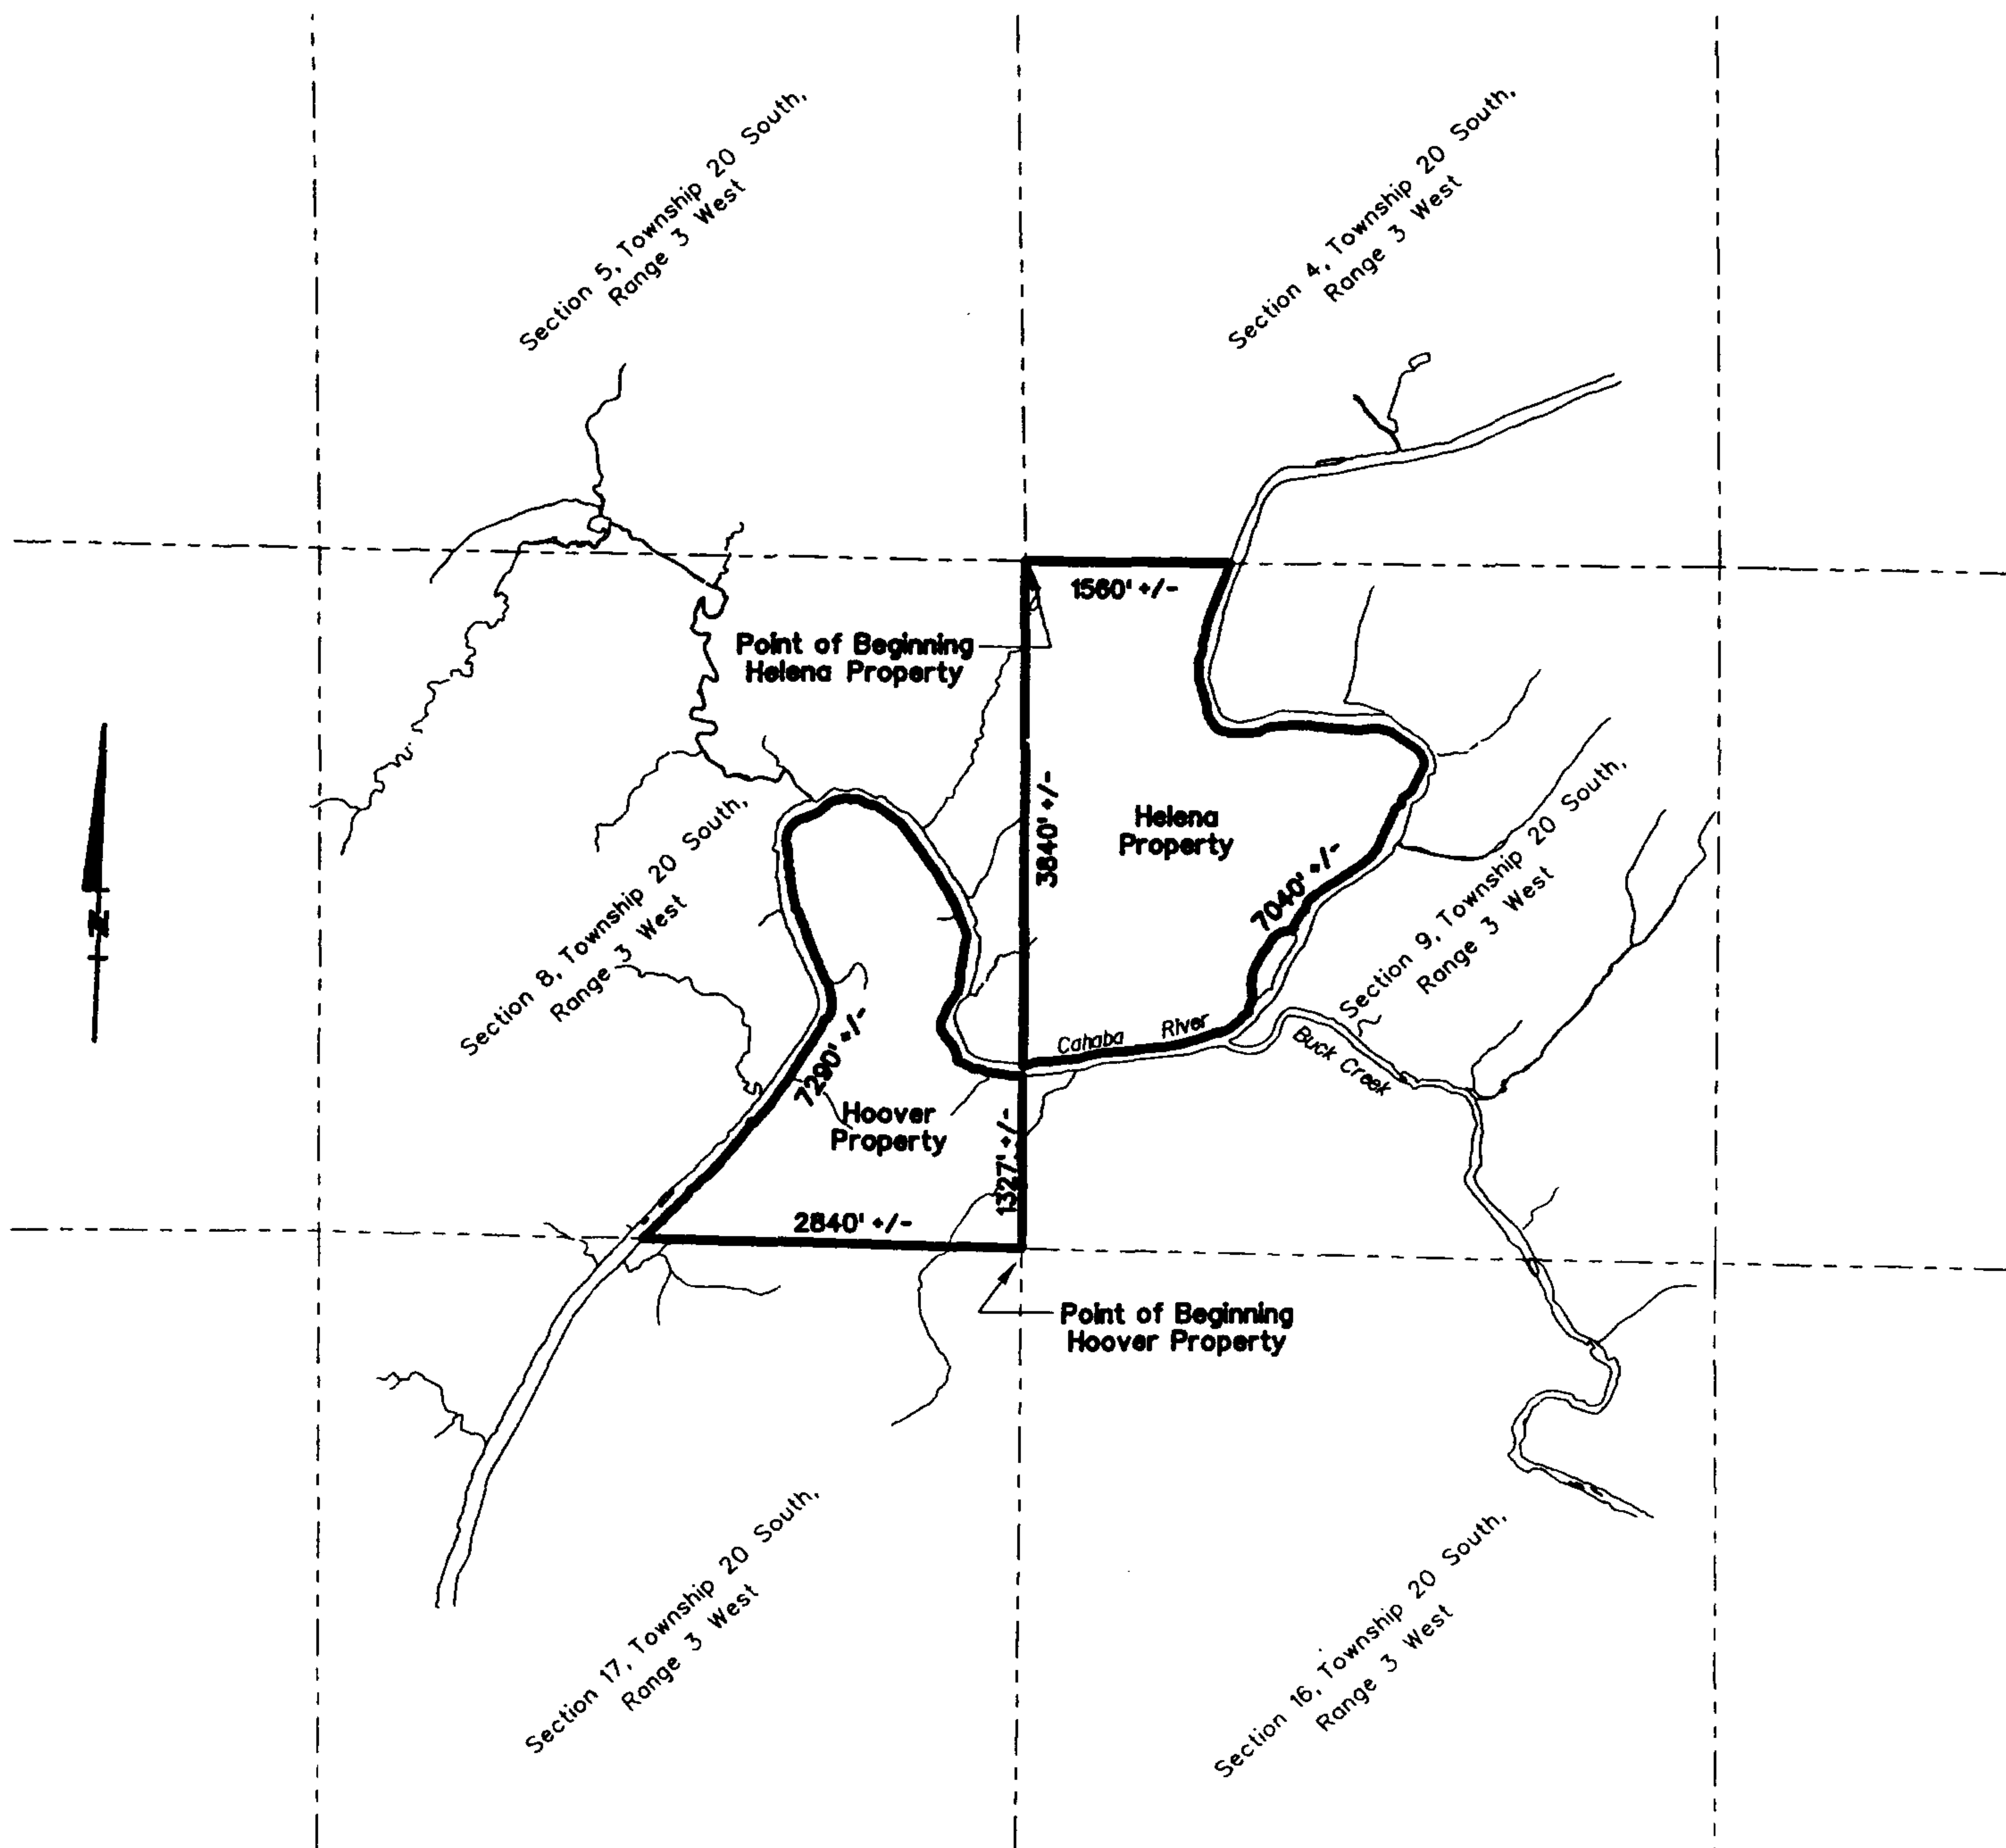 Section 5, Township 20 South,
Range 3 West
Section 4, Township 20 South,
Range 3 West
1560' +/-
Point of Beginning
Helena Property
3840' +/-
Helena
Property
7040' +/-
Section 8, Township 20 South,
Range 3 West
Section 9, Township 20 South,
Range 3 West
N
Cahaba River
Buck Creek
7290' +/-
Hoover
Property
1327' +/-
2840' +/-
Point of Beginning
Hoover Property
Section 17, Township 20 South,
Range 3 West
Section 16, Township 20 South,
Range 3 West